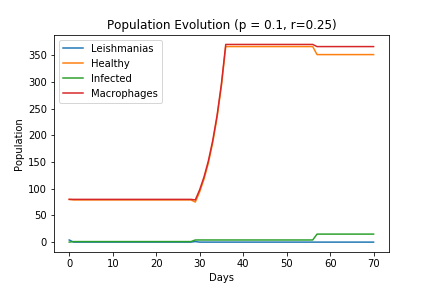 Population Evolution (p = 0.1, r=0.25)
Leishmanias
Healthy
Infected
Macrophages
Population
350
300
250
200
150
100
50
0
0 10 20 30 40 50 60 70
Days